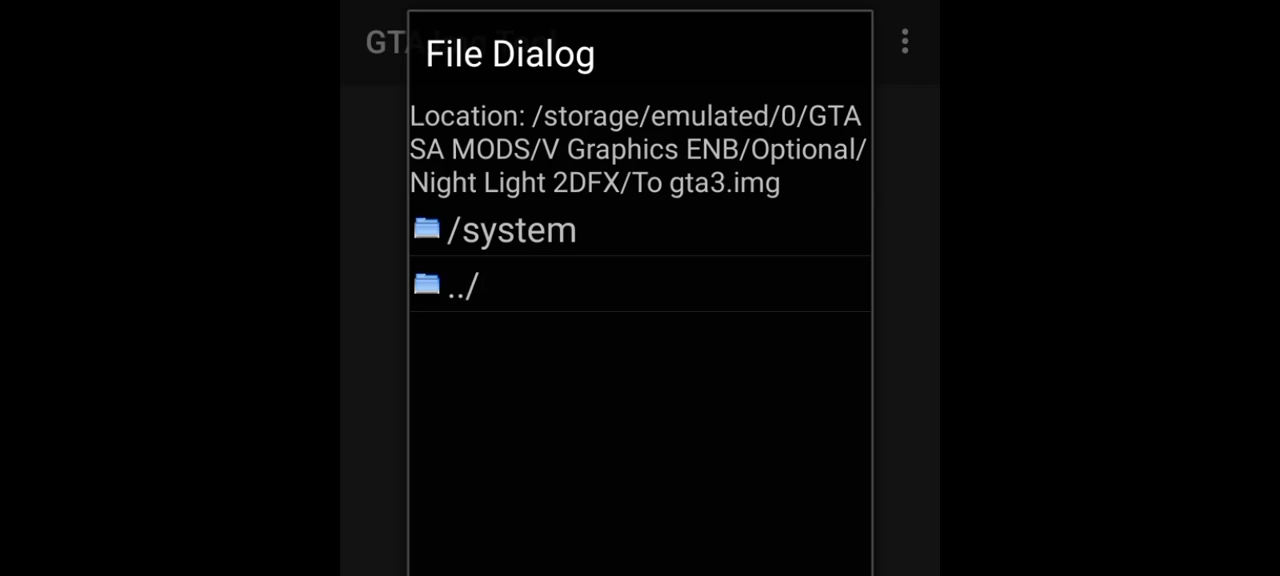 GTA
File Dialog
Location: /storage/emulated/0/GTA
SA MODS/V Graphics ENB/Optional/
Night Light 2DFX/To gta3.img
/system
../